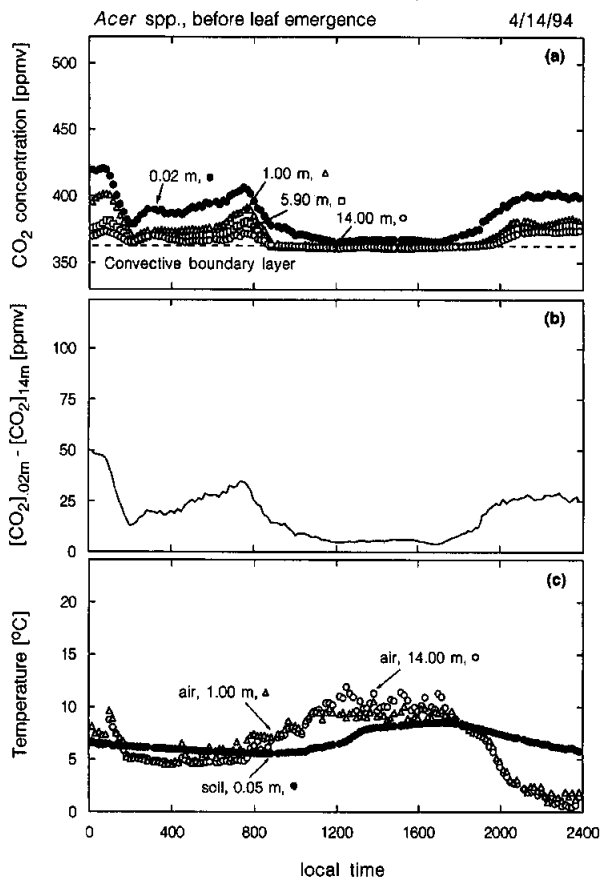 Acer spp., before leaf emergence 4/14/94
(a)
CO2 concentration [ppmv]
500
450
400
350
0.02 m, ●
1.00 m, △
5.90 m, □
14.00 m, ○
Convective boundary layer
(b)
[CO2].02m - [CO2]14m [ppmv]
100
75
50
25
0
(c)
Temperature [ºC]
20
15
10
5
0
air, 14.00 m, ○
air, 1.00 m, △
soil, 0.05 m, ●
0 400 800 1200 1600 2000 2400
local time